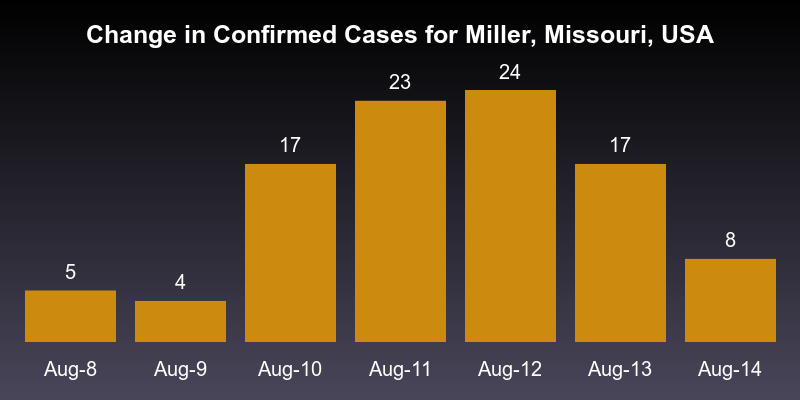 Change in Confirmed Cases for Miller, Missouri, USA
5
4
17
23
24
17
8
Aug-8
Aug-9
Aug-10
Aug-11
Aug-12
Aug-13
Aug-14